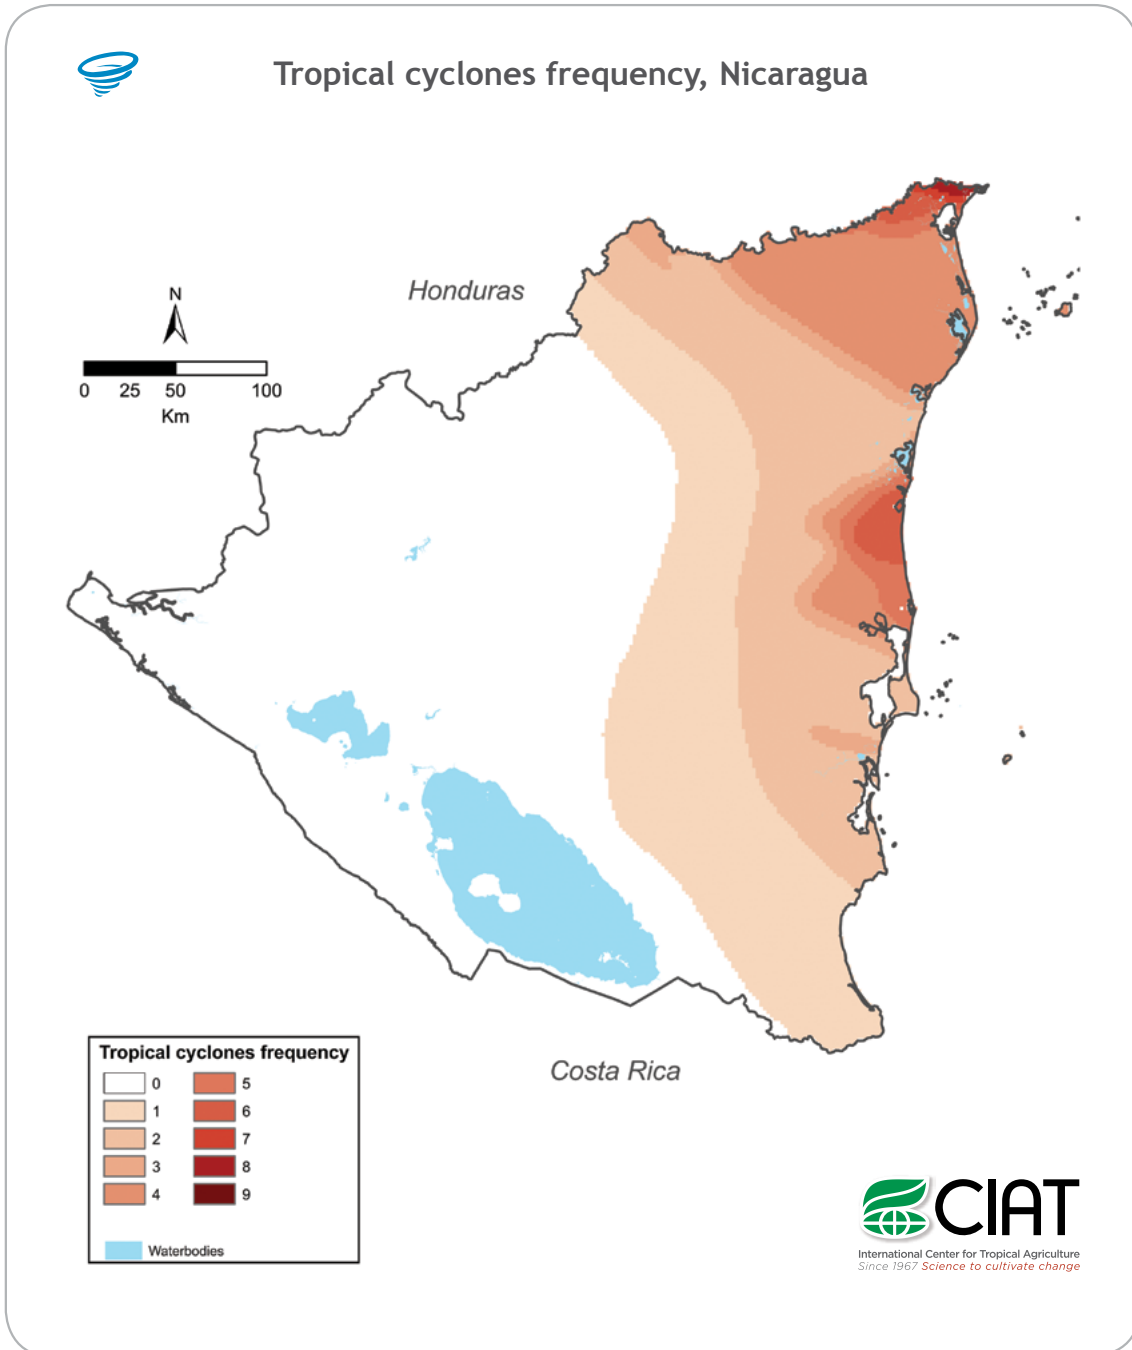 Tropical cyclones frequency, Nicaragua
Honduras
N
0 25 50 100
Km
Costa Rica
Tropical cyclones frequency
0 5
1 6
2 7
3 8
4 9
Waterbodies
CIAT
International Center for Tropical Agriculture
Since 1967 Science to cultivate change